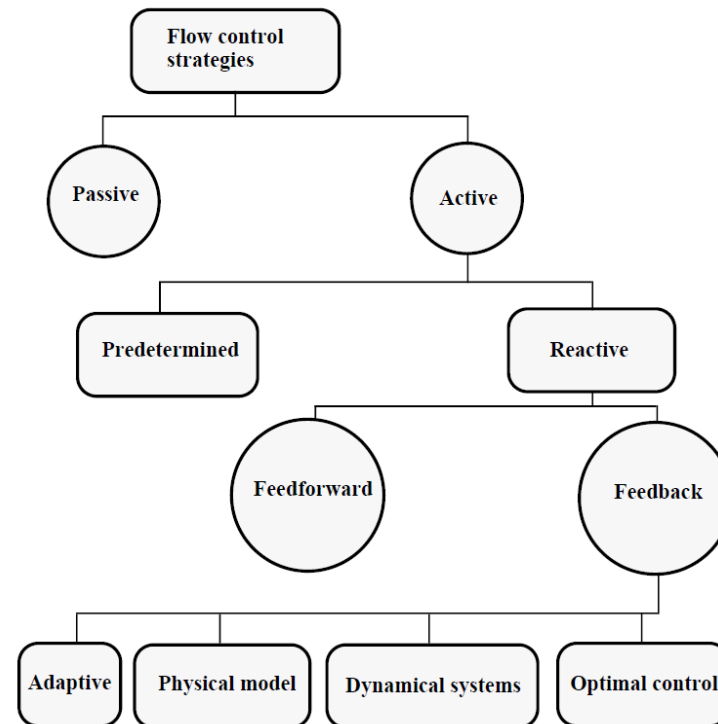 Flow control
strategies
Passive
Active
Predetermined
Reactive
Feedforward
Feedback
Adaptive
Physical model
Dynamical systems
Optimal control